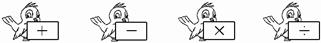 + − × ÷